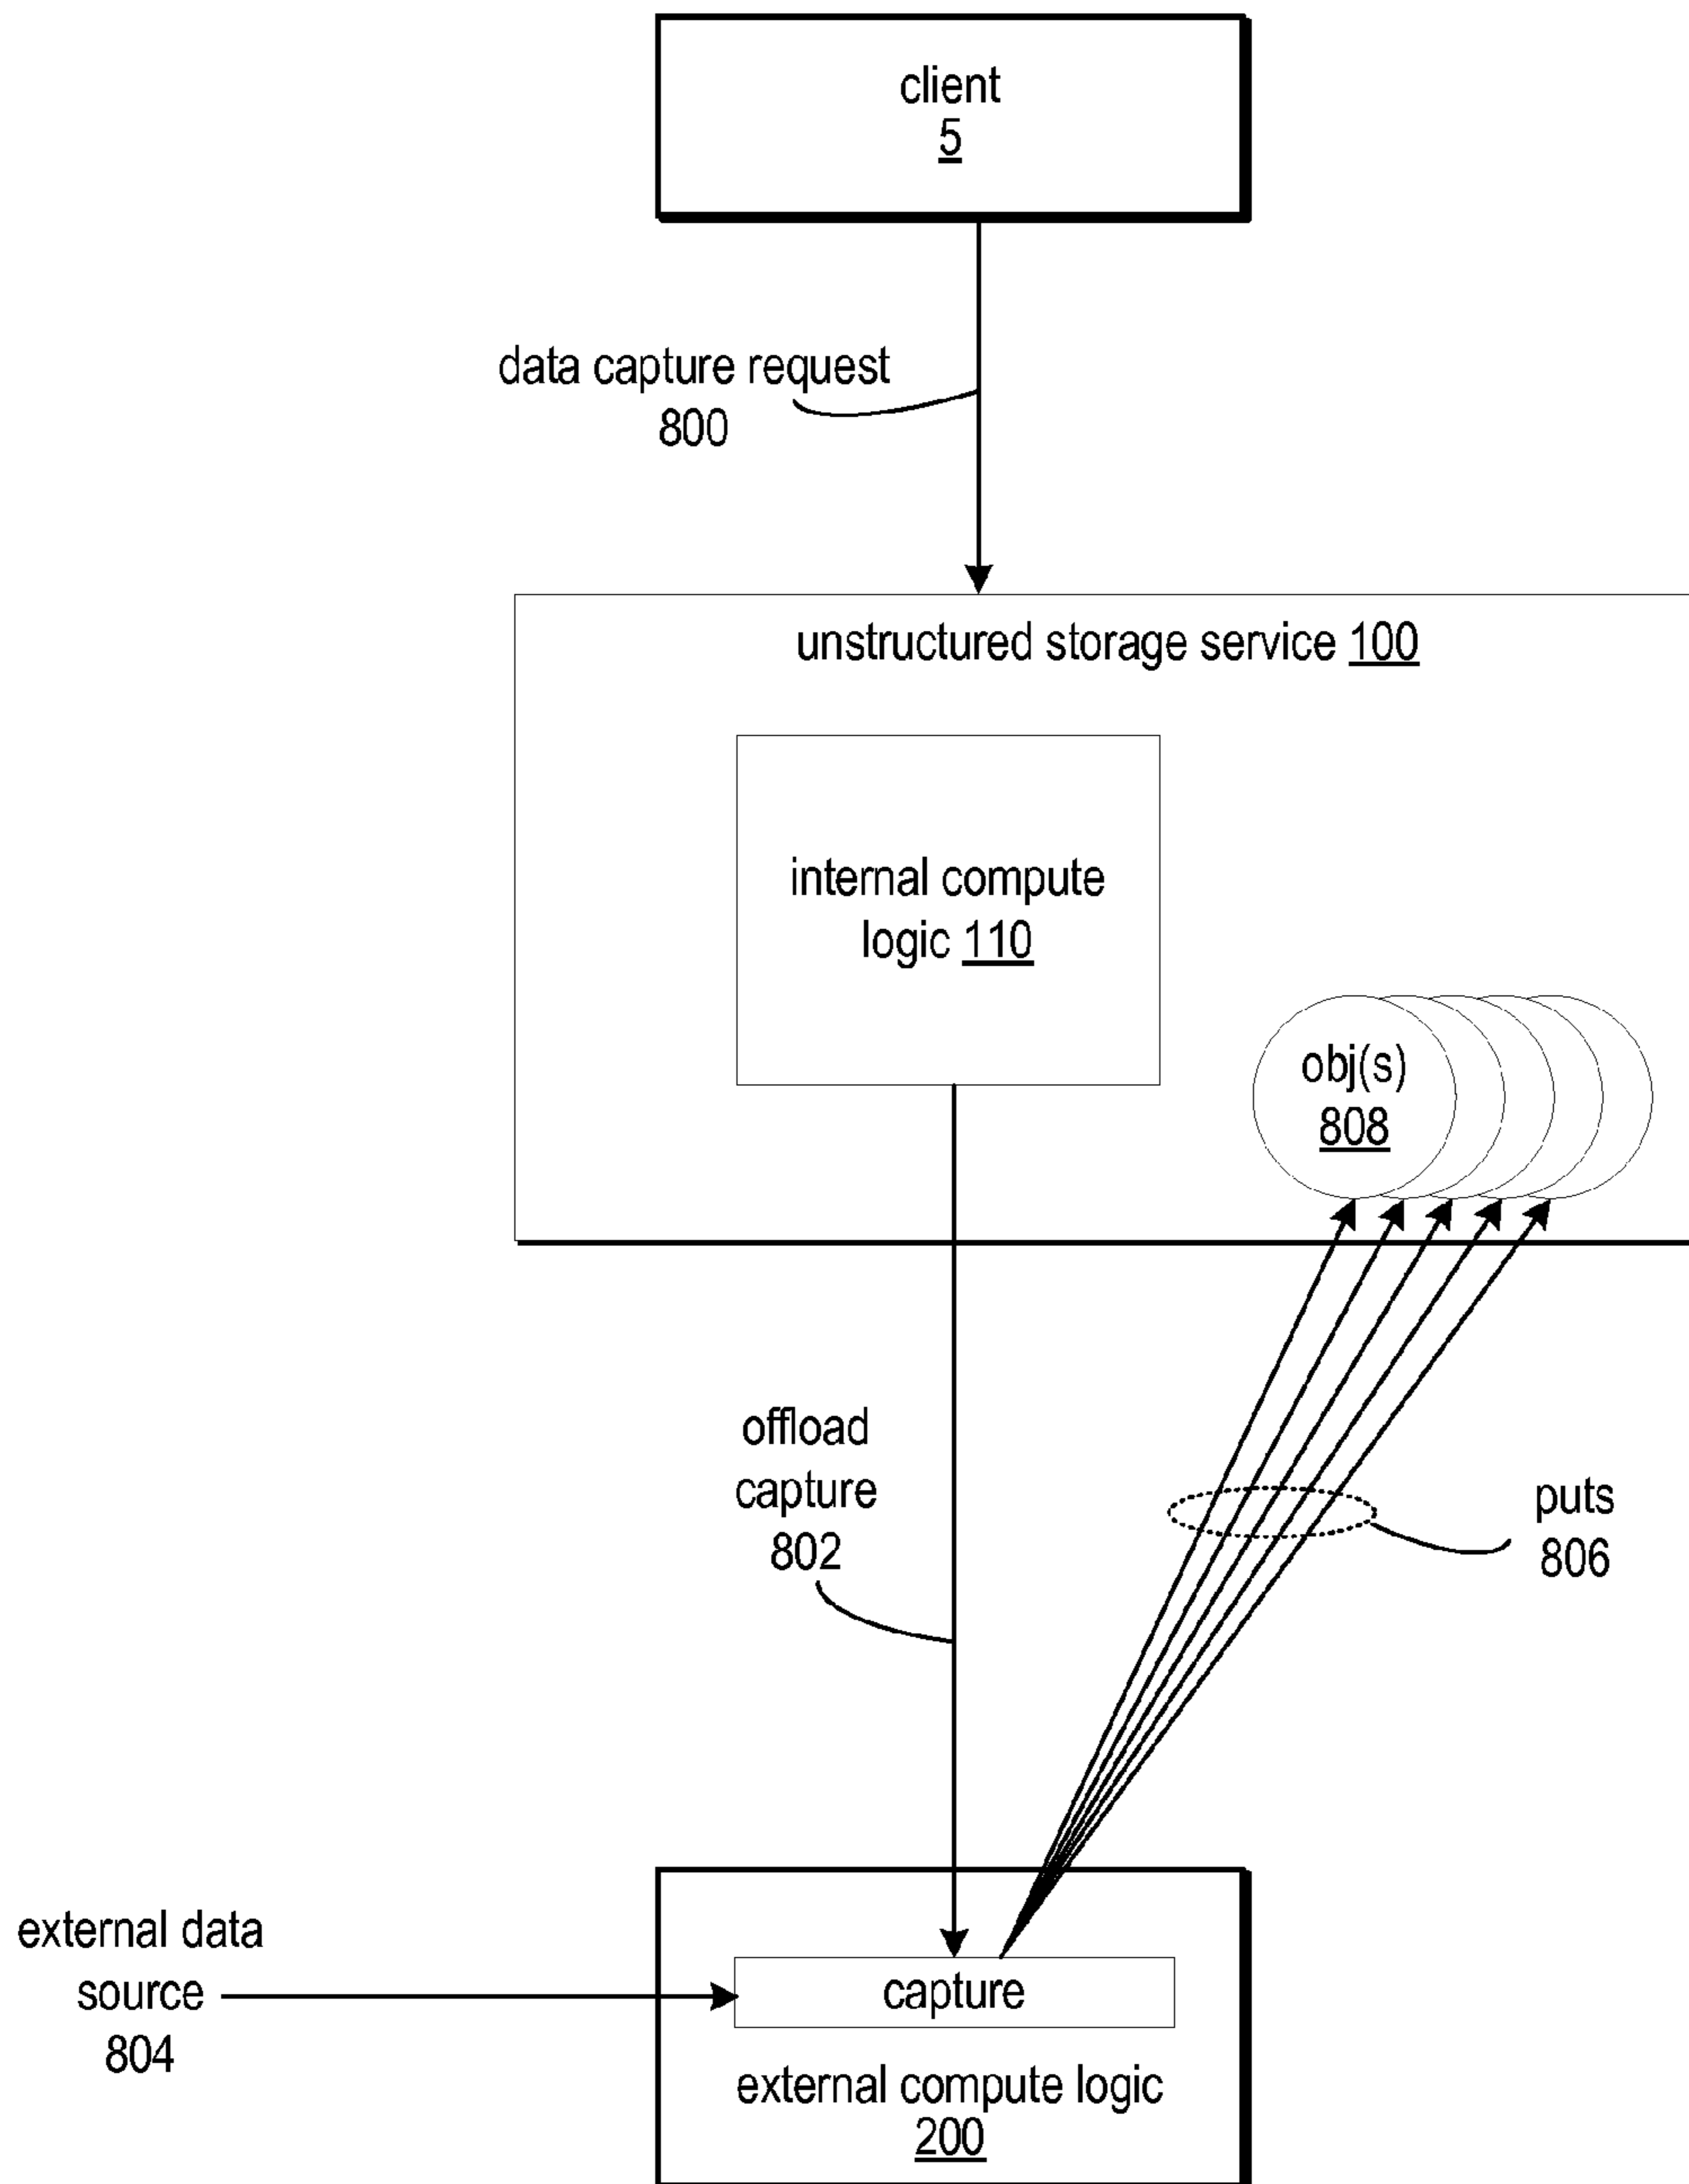 client
5
data capture request
800
unstructured storage service 100
internal compute
logic 110
obj(s)
808
offload
capture
802
puts
806
external data
source
804
capture
external compute logic
200